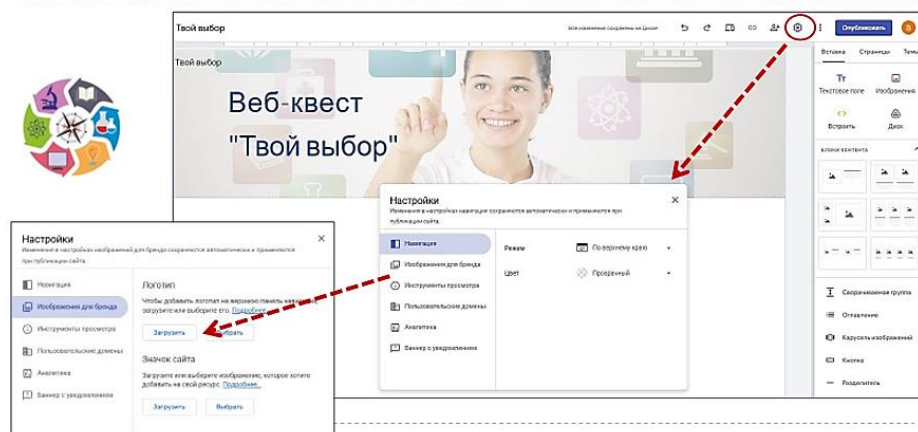 Твой выбор
Все изменения сохранены на Диске
Опубликовать
Вставка Страницы Темы
Твой выбор
Веб-квест
"Твой выбор"
Tт
Текстовое поле Изображения
Встроить Диск
БЛОКИ КОНТЕНТА
Сворачиваемая группа
Оглавление
Карусель изображений
Кнопка
Разделитель
Настройки
Изменения в настройках навигации сохраняются автоматически и применяются при
публикации сайта.
Навигация
Изображения для бренда
Инструменты просмотра
Пользовательские домены
Аналитика
Баннер с уведомлением
Режим По верхнему краю
Цвет Прозрачный
Настройки
Изменения в настройках изображений для бренда сохраняются автоматически и применяются
при публикации сайта.
Навигация
Изображения для бренда
Инструменты просмотра
Пользовательские домены
Аналитика
Баннер с уведомлением
Логотип
Чтобы добавить логотип на верхнюю панель
загрузите или выберите его. Подробнее…
Загрузить Выбрать
Значок сайта
Загрузите или выберите изображение, которое хотите
добавить на свой ресурс. Подробнее…
Загрузить Выбрать